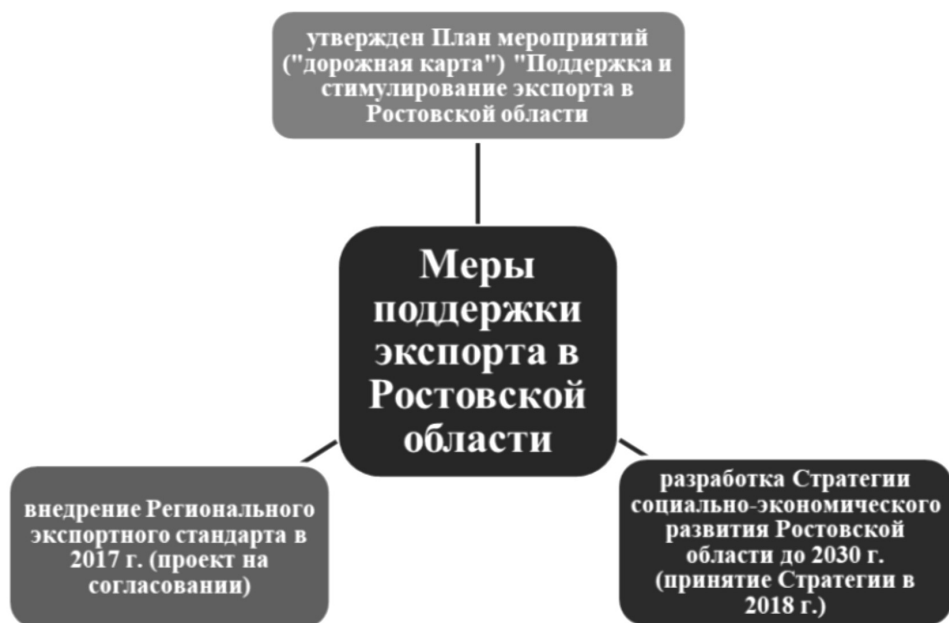 утвержден План мероприятий
("дорожная карта") "Поддержка и
стимулирование экспорта в
Ростовской области
Меры
поддержки
экспорта в
Ростовской
области
внедрение Регионального
экспортного стандарта в
2017 г. (проект на
согласовании)
разработка Стратегии
социально-экономического
развития Ростовской
области до 2030 г.
(принятие Стратегии в
2018 г.)